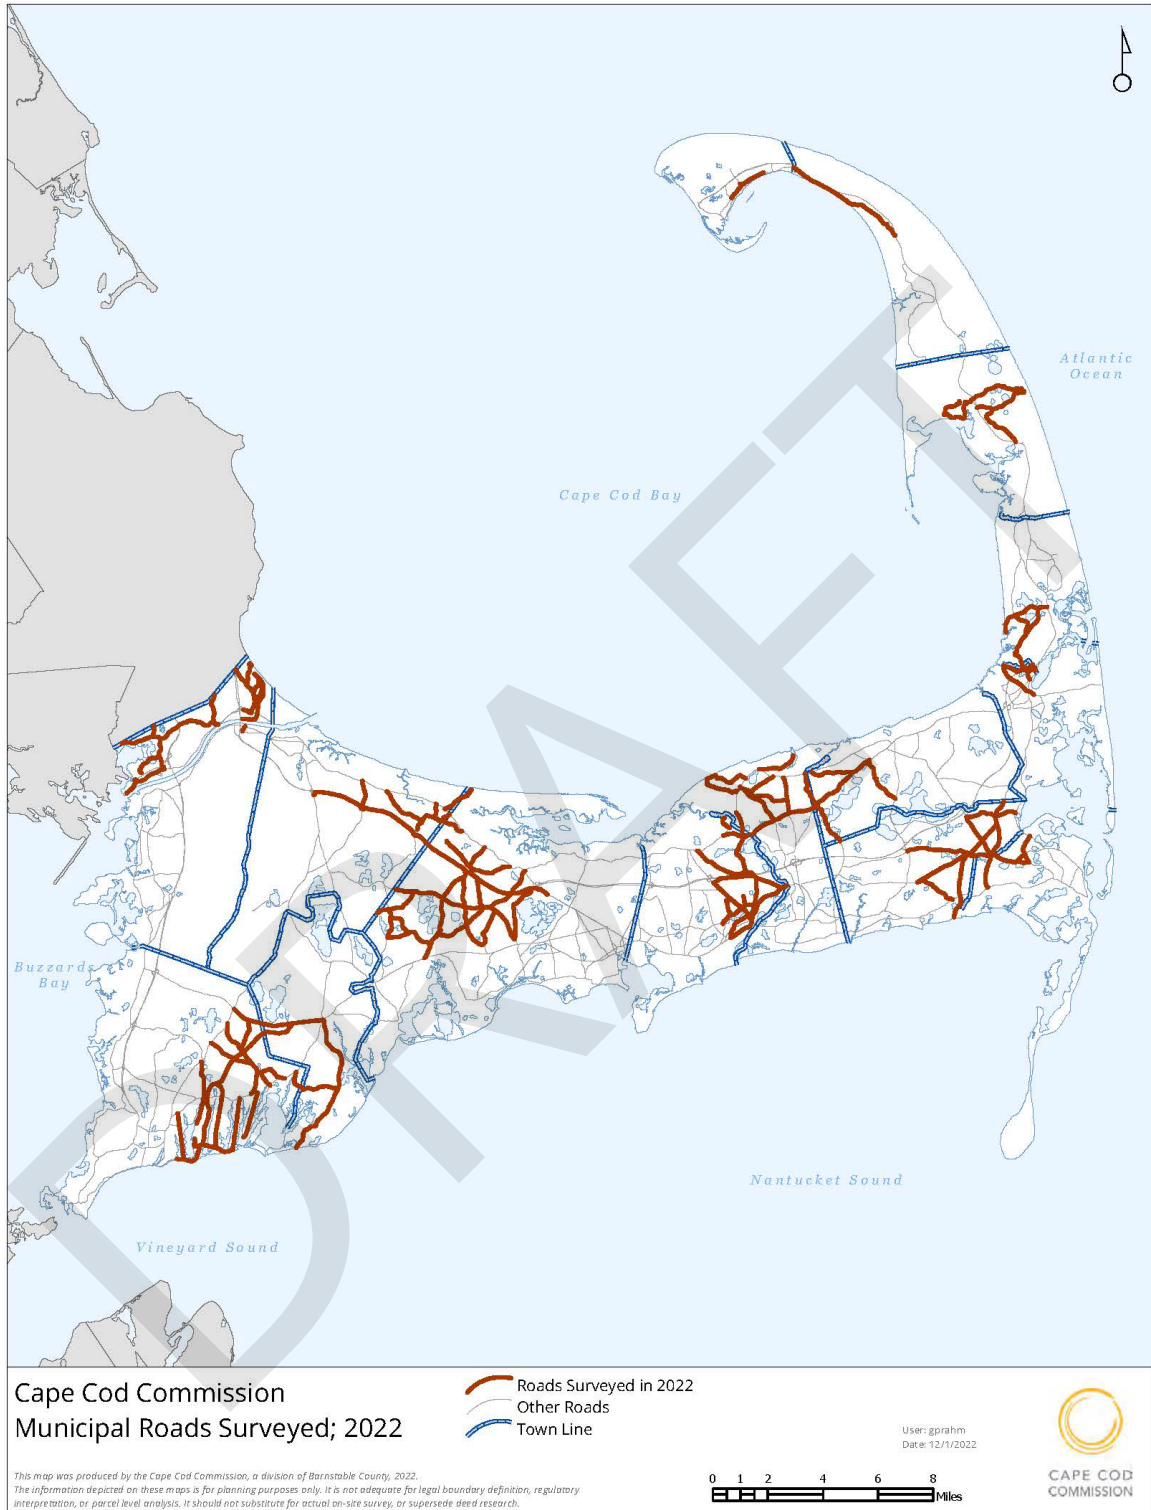 Atlantic
Ocean
Cape Cod Bay
Buzzards
Bay
Nantucket Sound
Vineyard Sound
DRAFT
Cape Cod Commission
Municipal Roads Surveyed; 2022
Roads Surveyed in 2022
Other Roads
Town Line
User: gprahm
Date: 12/1/2022
This map was produced by the Cape Cod Commission, a division of Barnstable County, 2022.
The information depicted on these maps is for planning purposes only. It is not adequate for legal boundary definition, regulatory
interpretation, or parcel level analysis. It should not substitute for actual on-site survey, or supersede deed research.
0 1 2 4 6 8
Miles
CAPE COD
COMMISSION